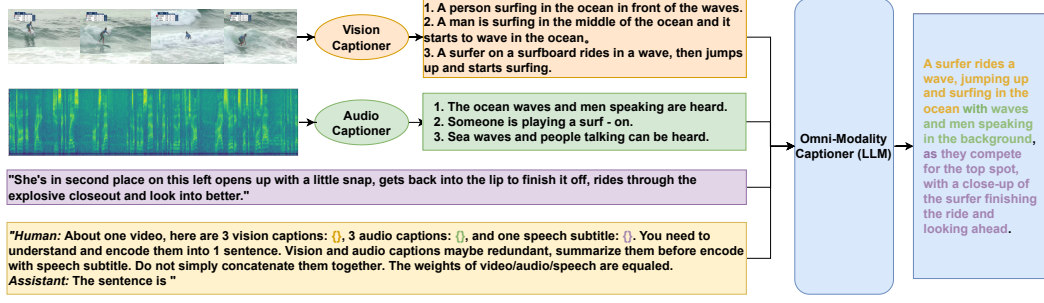 Vision
Captioner
1. A person surfing in the ocean in front of the waves.
2. A man is surfing in the middle of the ocean and it
starts to wave in the ocean。
3. A surfer on a surfboard rides in a wave, then jumps
up and starts surfing.
Audio
Captioner
1. The ocean waves and men speaking are heard.
2. Someone is playing a surf - on.
3. Sea waves and people talking can be heard.
"She's in second place on this left opens up with a little snap, gets back into the lip to finish it off, rides through the
explosive closeout and look into better."
"Human: About one video, here are 3 vision captions: {}, 3 audio captions: {}, and one speech subtitle: {}. You need to
understand and encode them into 1 sentence. Vision and audio captions maybe redundant, summarize them before encode
with speech subtitle. Do not simply concatenate them together. The weights of video/audio/speech are equaled.
Assistant: The sentence is "
Omni-Modality
Captioner (LLM)
A surfer rides a
wave, jumping up
and surfing in the
ocean with waves
and men speaking
in the background,
as they compete
for the top spot,
with a close-up of
the surfer finishing
the ride and
looking ahead.